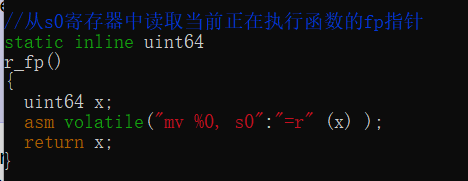 //从s0寄存器中读取当前正在执行函数的fp指针
static inline uint64
r_fp()
{
  uint64 x;
  asm volatile("mv %0, s0":"=r" (x) );
  return x;
}